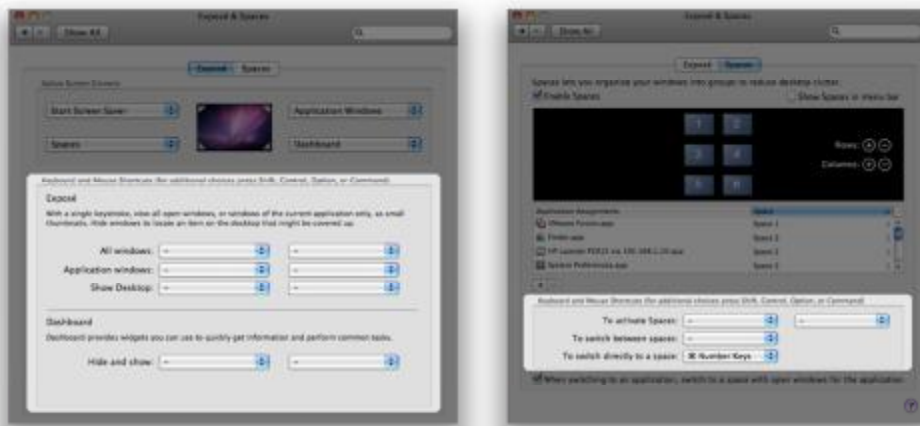 Exposé & Spaces
Show All
Exposé Spaces
Active Screen Corners
Start Screen Saver
Application Windows
Spaces
Dashboard
Keyboard and Mouse Shortcuts (for additional choices press Shift, Control, Option, or Command)
Exposé
With a single keystroke, view all open windows, or windows of the current application only, as small
thumbnails. Hide windows to locate an item on the desktop that might be covered up.
All windows: - -
Application windows: - -
Show Desktop: - -
Dashboard
Dashboard provides widgets you can use to quickly get information and perform common tasks.
Hide and show: - -
Exposé & Spaces
Show All
Exposé Spaces
Spaces lets you organize your windows into groups to reduce desktop clutter.
Enable Spaces
Show Spaces in menu bar
1 2
3 4
5 6
Rows:
Columns:
Application Assignments Space
VMware Fusion.app Space 1
Finder.app
System Preferences.app
Keyboard and Mouse Shortcuts (for additional choices press Shift, Control, Option, or Command)
To activate Spaces: - -
To switch between spaces: -
To switch directly to a space: ⌘ Number Keys
When switching to an application, switch to a space with open windows for the application
?